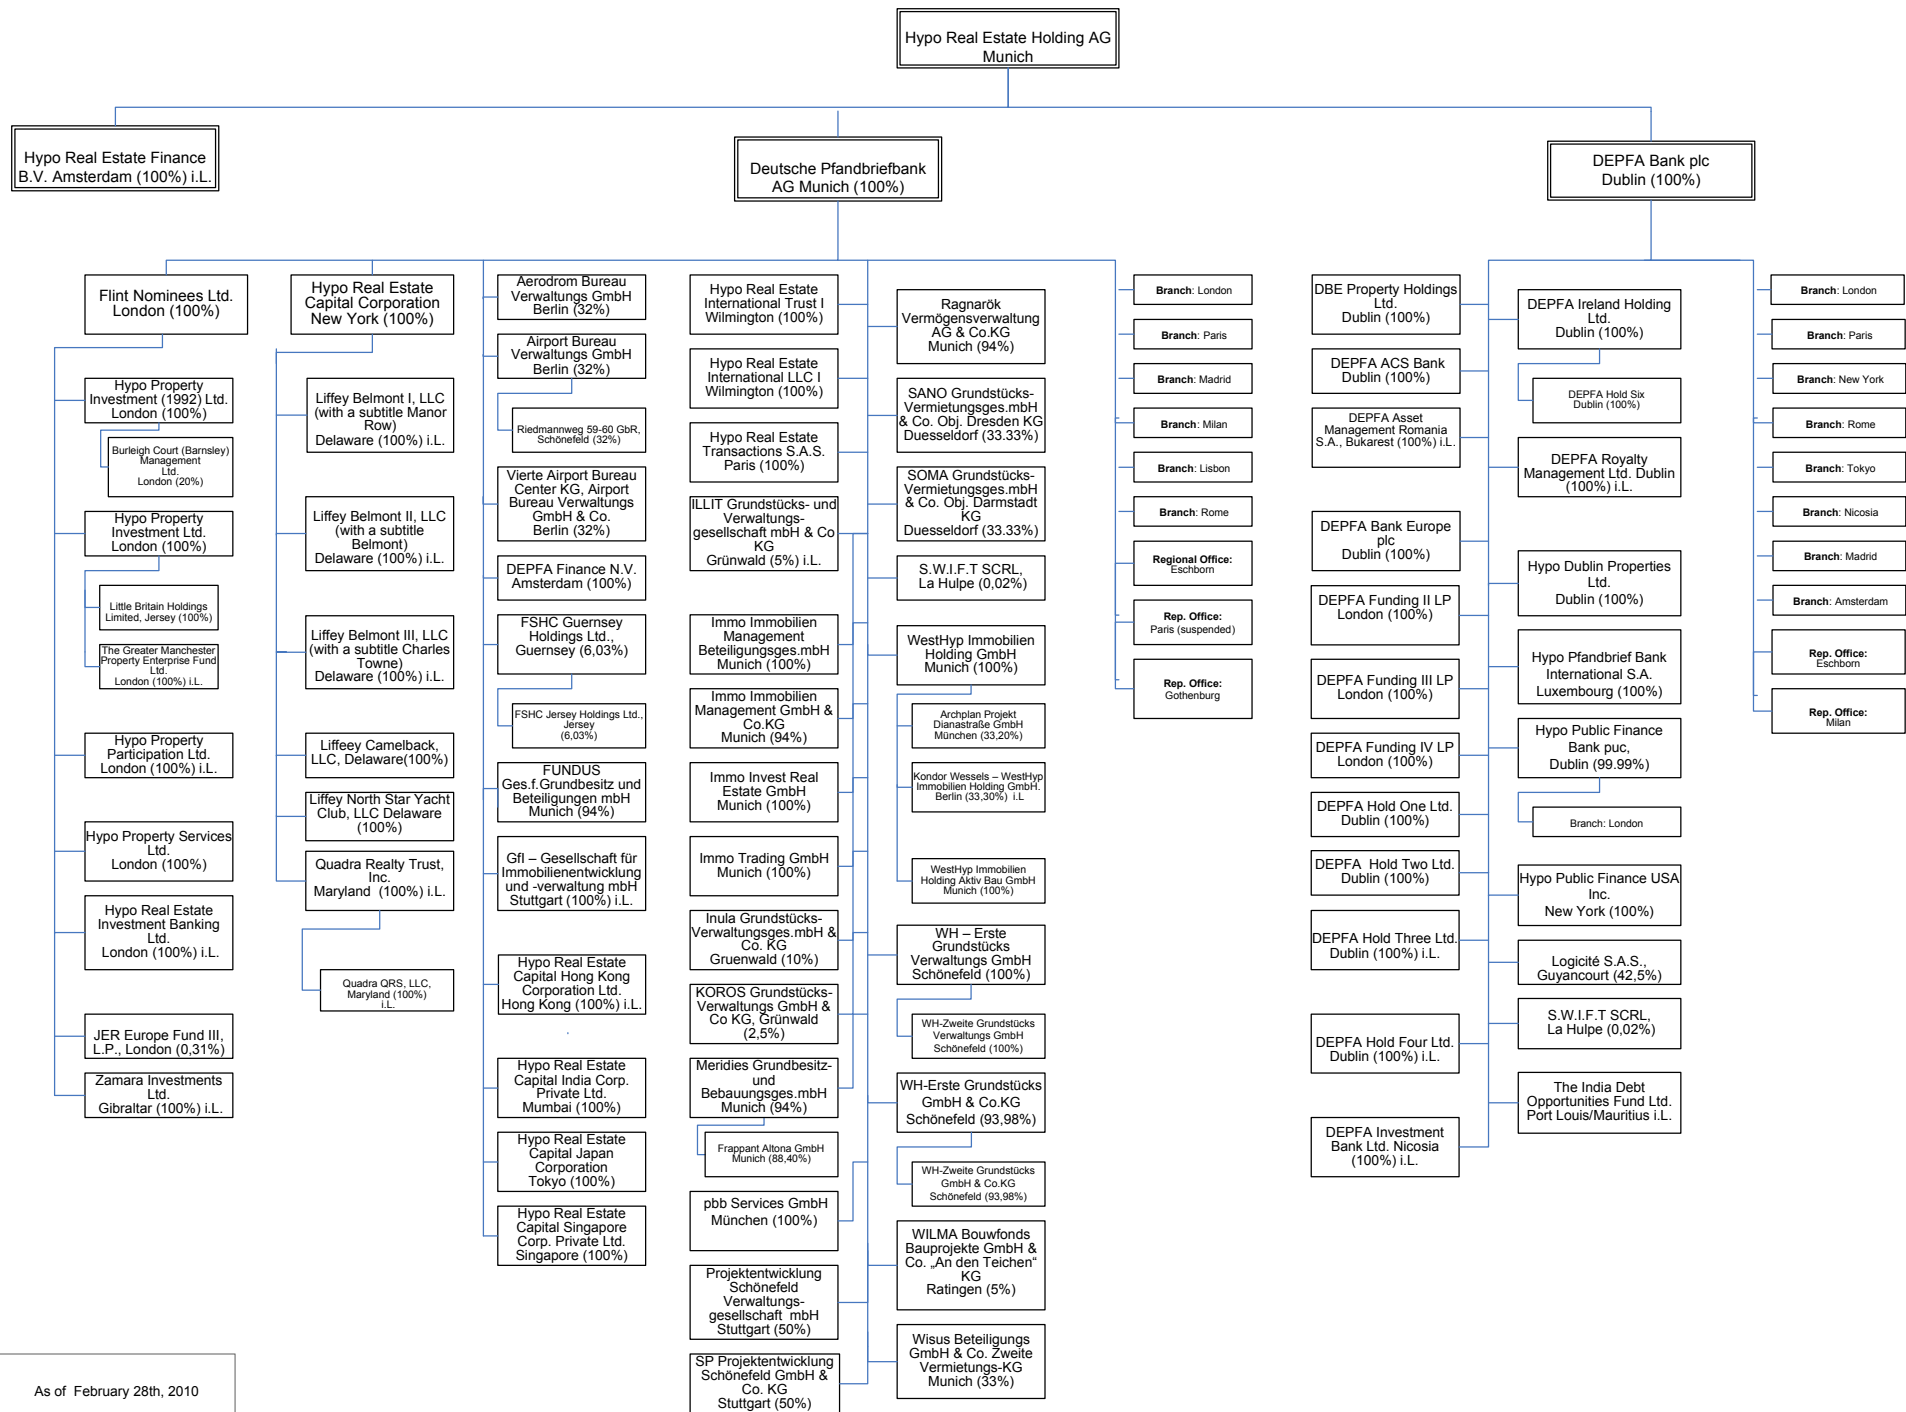 Hypo Real Estate Holding AG
Munich
Hypo Real Estate Finance
B.V. Amsterdam (100%) i.L.
Deutsche Pfandbriefbank
AG Munich (100%)
DEPFA Bank plc
Dublin (100%)
Flint Nominees Ltd.
London (100%)
Hypo Property
Investment (1992) Ltd.
London (100%)
Burleigh Court (Barnsley)
Management
Ltd.
London (20%)
Hypo Property
Investment Ltd.
London (100%)
Little Britain Holdings
Limited, Jersey (100%)
The Greater Manchester
Property Enterprise Fund
Ltd.
London (100%) i.L.
Hypo Property
Participation Ltd.
London (100%) i.L.
Hypo Property Services
Ltd.
London (100%)
Hypo Real Estate
Investment Banking
Ltd.
London (100%) i.L.
JER Europe Fund III,
L.P., London (0,31%)
Zamara Investments
Ltd.
Gibraltar (100%) i.L.
Hypo Real Estate
Capital Corporation
New York (100%)
Liffey Belmont I, LLC
(with a subtitle Manor
Row)
Delaware (100%) i.L.
Liffey Belmont II, LLC
(with a subtitle
Belmont)
Delaware (100%) i.L.
Liffey Belmont III, LLC
(with a subtitle Charles
Towne)
Delaware (100%) i.L.
Liffeey Camelback,
LLC, Delaware(100%)
Liffey North Star Yacht
Club, LLC Delaware
(100%)
Quadra Realty Trust,
Inc.
Maryland (100%) i.L.
Quadra QRS, LLC,
Maryland (100%)
i.L.
Aerodrom Bureau
Verwaltungs GmbH
Berlin (32%)
Airport Bureau
Verwaltungs GmbH
Berlin (32%)
Riedmannweg 59-60 GbR,
Schönefeld (32%)
Vierte Airport Bureau
Center KG, Airport
Bureau Verwaltungs
GmbH & Co.
Berlin (32%)
DEPFA Finance N.V.
Amsterdam (100%)
FSHC Guernsey
Holdings Ltd.,
Guernsey (6,03%)
FSHC Jersey Holdings Ltd.,
Jersey
(6,03%)
FUNDUS
Ges.f.Grundbesitz und
Beteiligungen mbH
Munich (94%)
GfI – Gesellschaft für
Immobilienentwicklung
und -verwaltung mbH
Stuttgart (100%) i.L.
Hypo Real Estate
Capital Hong Kong
Corporation Ltd.
Hong Kong (100%) i.L.
.
Hypo Real Estate
Capital India Corp.
Private Ltd.
Mumbai (100%)
Hypo Real Estate
Capital Japan
Corporation
Tokyo (100%)
Hypo Real Estate
Capital Singapore
Corp. Private Ltd.
Singapore (100%)
Hypo Real Estate
International Trust I
Wilmington (100%)
Hypo Real Estate
International LLC I
Wilmington (100%)
Hypo Real Estate
Transactions S.A.S.
Paris (100%)
ILLIT Grundstücks- und
Verwaltungs-
gesellschaft mbH & Co
KG
Grünwald (5%) i.L.
Immo Immobilien
Management
Beteiligungsges.mbH
Munich (100%)
Immo Immobilien
Management GmbH &
Co.KG
Munich (94%)
Immo Invest Real
Estate GmbH
Munich (100%)
Immo Trading GmbH
Munich (100%)
Inula Grundstücks-
Verwaltungsges.mbH &
Co. KG
Gruenwald (10%)
KOROS Grundstücks-
Verwaltungs GmbH &
Co KG, Grünwald
(2,5%)
Meridies Grundbesitz-
und
Bebauungsges.mbH
Munich (94%)
Frappant Altona GmbH
Munich (88,40%)
pbb Services GmbH
München (100%)
Projektentwicklung
Schönefeld
Verwaltungs-
gesellschaft mbH
Stuttgart (50%)
SP Projektentwicklung
Schönefeld GmbH &
Co. KG
Stuttgart (50%)
Ragnarök
Vermögensverwaltung
AG & Co.KG
Munich (94%)
SANO Grundstücks-
Vermietungsges.mbH
& Co. Obj. Dresden KG
Duesseldorf (33.33%)
SOMA Grundstücks-
Vermietungsges.mbH
& Co. Obj. Darmstadt
KG
Duesseldorf (33.33%)
S.W.I.F.T SCRL,
La Hulpe (0,02%)
WestHyp Immobilien
Holding GmbH
Munich (100%)
Archplan Projekt
Dianastraße GmbH
München (33,20%)
Kondor Wessels – WestHyp
Immobilien Holding GmbH.
Berlin (33,30%) i.L
WestHyp Immobilien
Holding Aktiv Bau GmbH
Munich (100%)
WH – Erste
Grundstücks
Verwaltungs GmbH
Schönefeld (100%)
WH-Zweite Grundstücks
Verwaltungs GmbH
Schönefeld (100%)
WH-Erste Grundstücks
GmbH & Co.KG
Schönefeld (93,98%)
WH-Zweite Grundstücks
GmbH & Co.KG
Schönefeld (93,98%)
WILMA Bouwfonds
Bauprojekte GmbH &
Co. „An den Teichen“
KG
Ratingen (5%)
Wisus Beteiligungs
GmbH & Co. Zweite
Vermietungs-KG
Munich (33%)
Branch: London
Branch: Paris
Branch: Madrid
Branch: Milan
Branch: Lisbon
Branch: Rome
Regional Office:
Eschborn
Rep. Office:
Paris (suspended)
Rep. Office:
Gothenburg
DBE Property Holdings
Ltd.
Dublin (100%)
DEPFA ACS Bank
Dublin (100%)
DEPFA Asset
Management Romania
S.A., Bukarest (100%) i.L.
DEPFA Bank Europe
plc
Dublin (100%)
DEPFA Funding II LP
London (100%)
DEPFA Funding III LP
London (100%)
DEPFA Funding IV LP
London (100%)
DEPFA Hold One Ltd.
Dublin (100%)
DEPFA Hold Two Ltd.
Dublin (100%)
DEPFA Hold Three Ltd.
Dublin (100%) i.L.
DEPFA Hold Four Ltd.
Dublin (100%) i.L.
DEPFA Investment
Bank Ltd. Nicosia
(100%) i.L.
DEPFA Ireland Holding
Ltd.
Dublin (100%)
DEPFA Hold Six
Dublin (100%)
DEPFA Royalty
Management Ltd. Dublin
(100%) i.L.
Hypo Dublin Properties
Ltd.
Dublin (100%)
Hypo Pfandbrief Bank
International S.A.
Luxembourg (100%)
Hypo Public Finance
Bank puc,
Dublin (99.99%)
Branch: London
Hypo Public Finance USA
Inc.
New York (100%)
Logicité S.A.S.,
Guyancourt (42,5%)
S.W.I.F.T SCRL,
La Hulpe (0,02%)
The India Debt
Opportunities Fund Ltd.
Port Louis/Mauritius i.L.
Branch: London
Branch: Paris
Branch: New York
Branch: Rome
Branch: Tokyo
Branch: Nicosia
Branch: Madrid
Branch: Amsterdam
Rep. Office:
Eschborn
Rep. Office:
Milan
As of February 28th, 2010